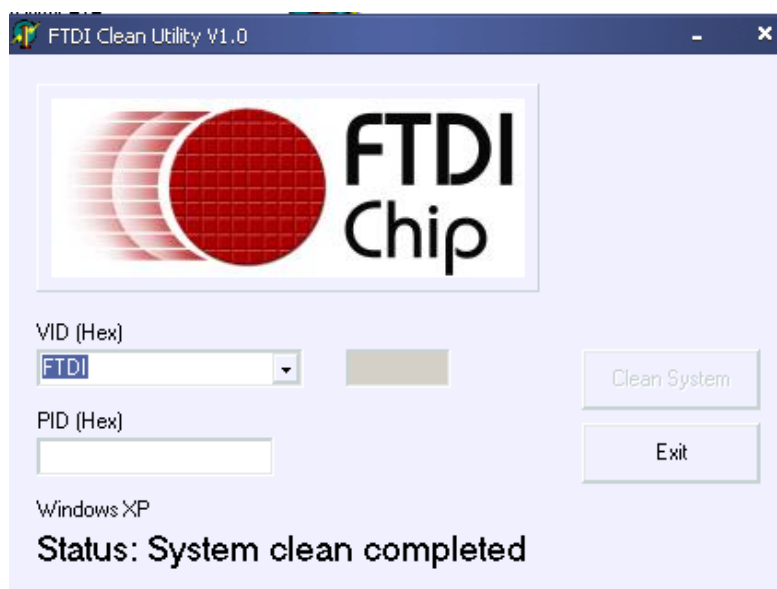 FTDI Clean Utility V1.0
FTDI
Chip
VID (Hex)
FTDI
Clean System
PID (Hex)
Exit
Windows XP
Status: System clean completed